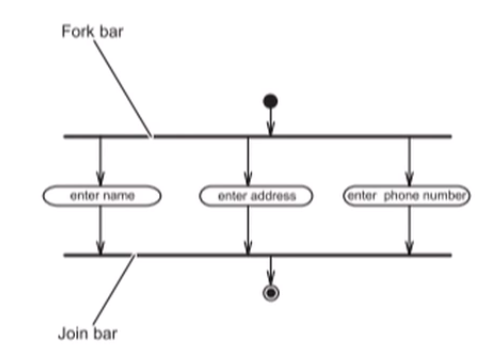 Fork bar
enter name
enter address
enter phone number
Join bar